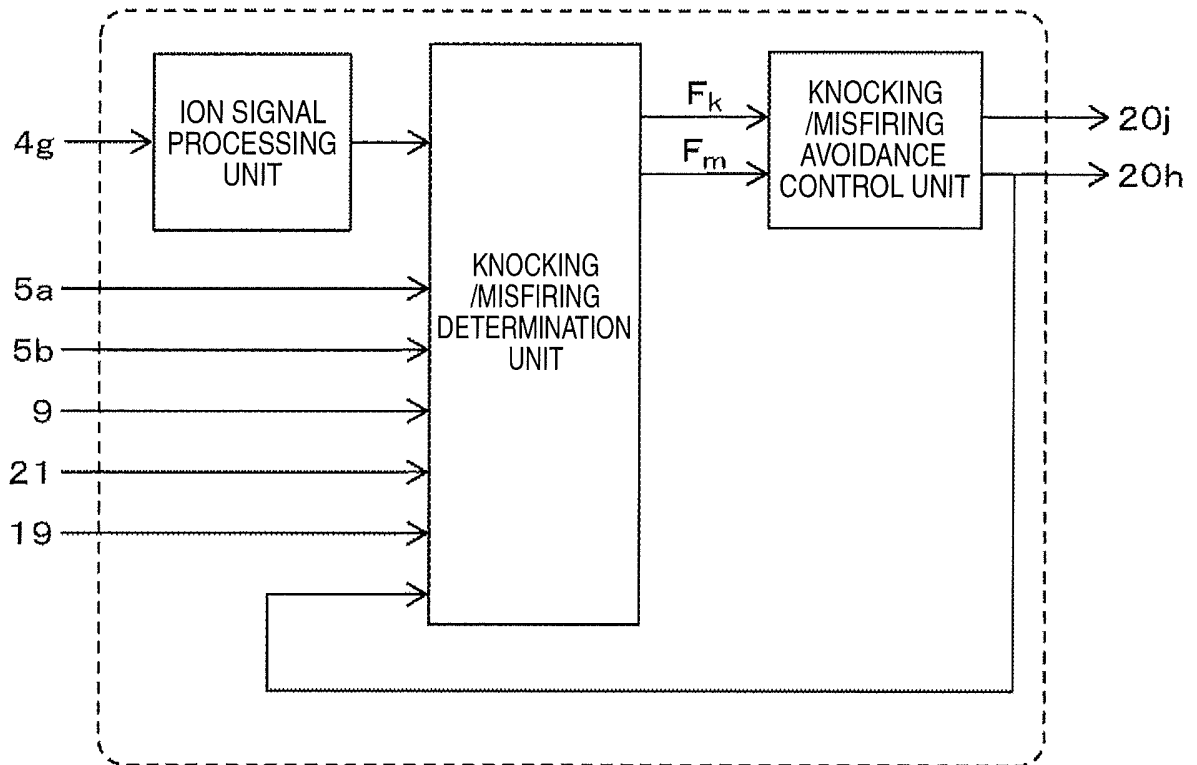 4g
ION SIGNAL
PROCESSING
UNIT
5a
5b
9
21
19
KNOCKING
/MISFIRING
DETERMINATION
UNIT
Fk
Fm
KNOCKING
/MISFIRING
AVOIDANCE
CONTROL UNIT
20j
20h